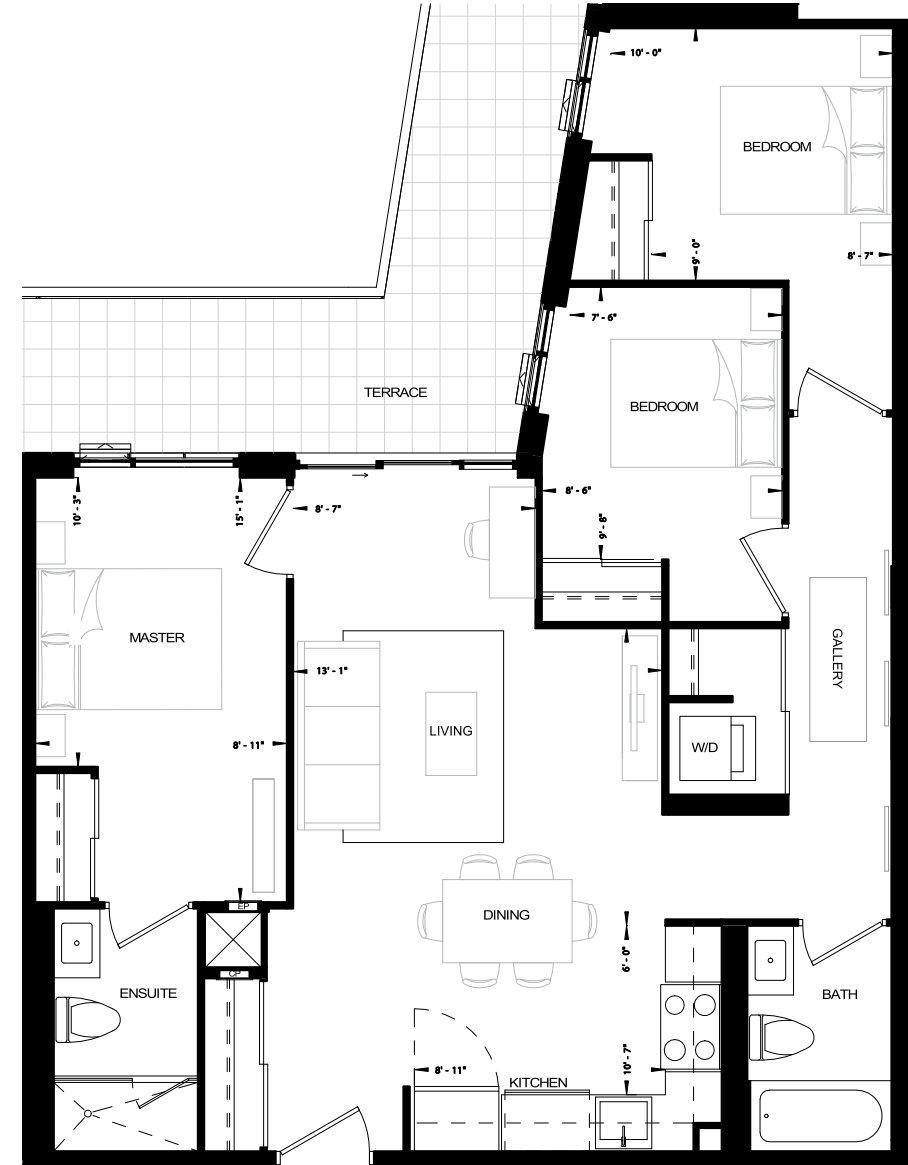 10' - 0"
BEDROOM
9' - 0"
8' - 7"
7' - 6"
TERRACE
BEDROOM
8' - 6"
10' - 3"
15' - 1"
8' - 7"
9' - 8"
MASTER
GALLERY
13' - 1"
LIVING
8' - 11"
W/D
EP
DINING
6' - 0"
CP
ENSUITE
BATH
8' - 11"
10' - 7"
KITCHEN